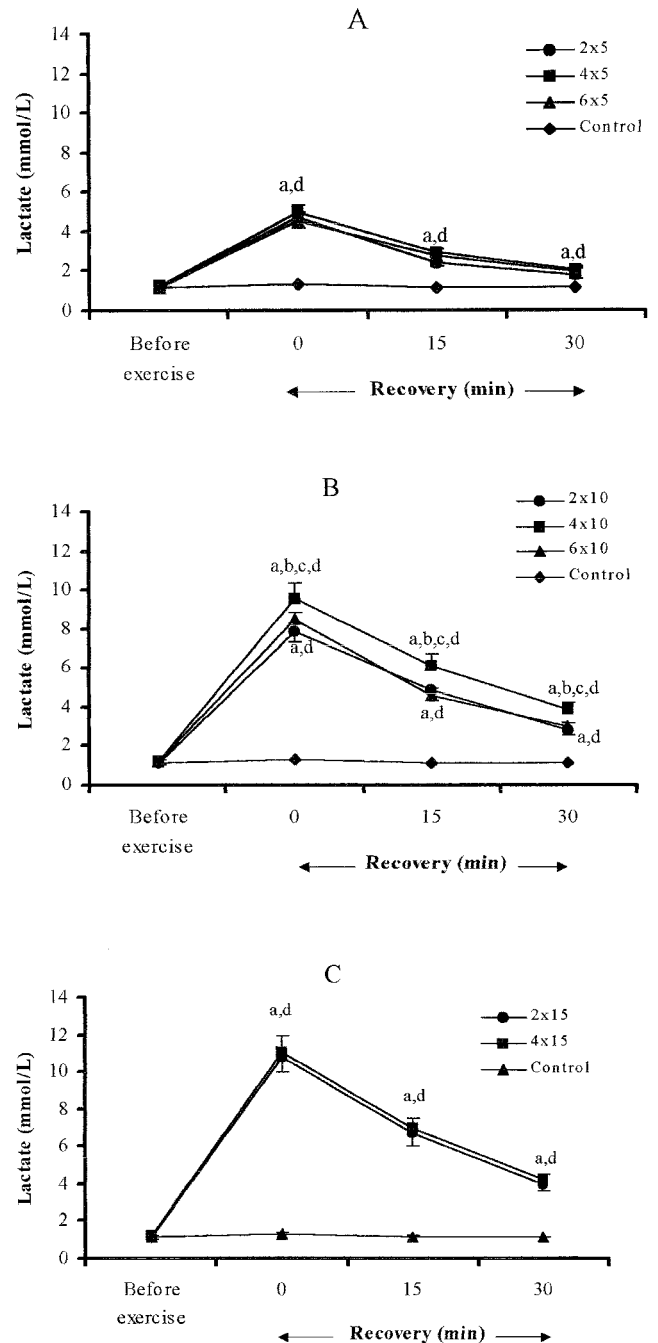 A
14
12
10
8
6
4
2
0
Lactate (mmol/L)
2x5
4x5
6x5
Control
a,d
a,d
a,d
Before
exercise
0
15
30
Recovery (min)
B
14
12
10
8
6
4
2
0
Lactate (mmol/L)
2x10
4x10
6x10
Control
a,b,c,d
a,d
a,b,c,d
a,d
a,b,c,d
a,d
Before
exercise
0
15
30
Recovery (min)
C
14
12
10
8
6
4
2
0
Lactate (mmol/L)
2x15
4x15
Control
a,d
a,d
a,d
Before
exercise
0
15
30
Recovery (min)